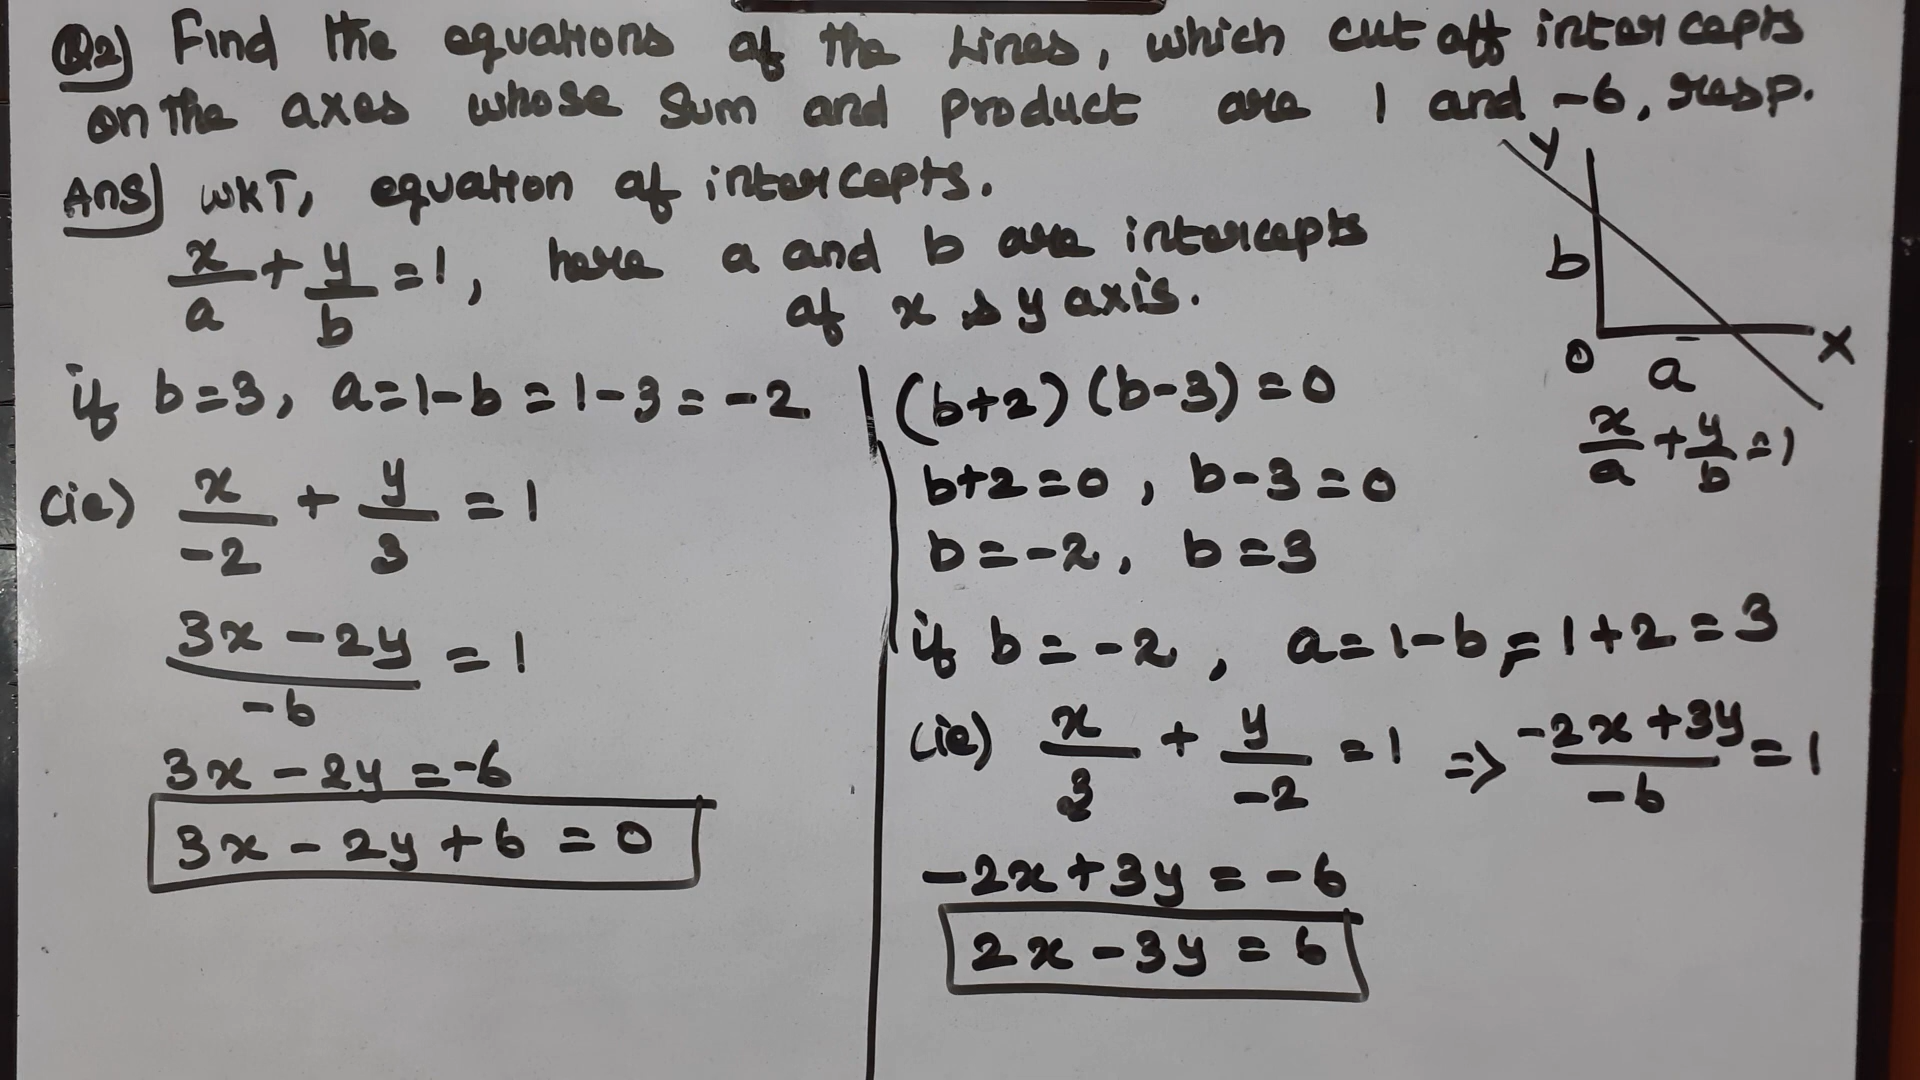 Q2) Find the equations of the Lines, which cut off intercepts
on the axes whose Sum and product are 1 and -6, resp.
Ans) WKT, equation of intercepts.
x/a + y/b = 1, here a and b are intercepts
of x & y axis.
if b=3, a=1-b=1-3=-2
(ie) x/-2 + y/3 = 1
(3x - 2y)/-6 = 1
3x - 2y = -6
3x - 2y + 6 = 0
(b+2) (b-3) = 0
b+2=0, b-3=0
b=-2, b=3
if b=-2, a=1-b=1+2=3
(ie) x/3 + y/-2 = 1 => (-2x+3y)/-6 = 1
-2x+3y = -6
2x - 3y = 6
Y
b
O
a
X
x/a + y/b = 1